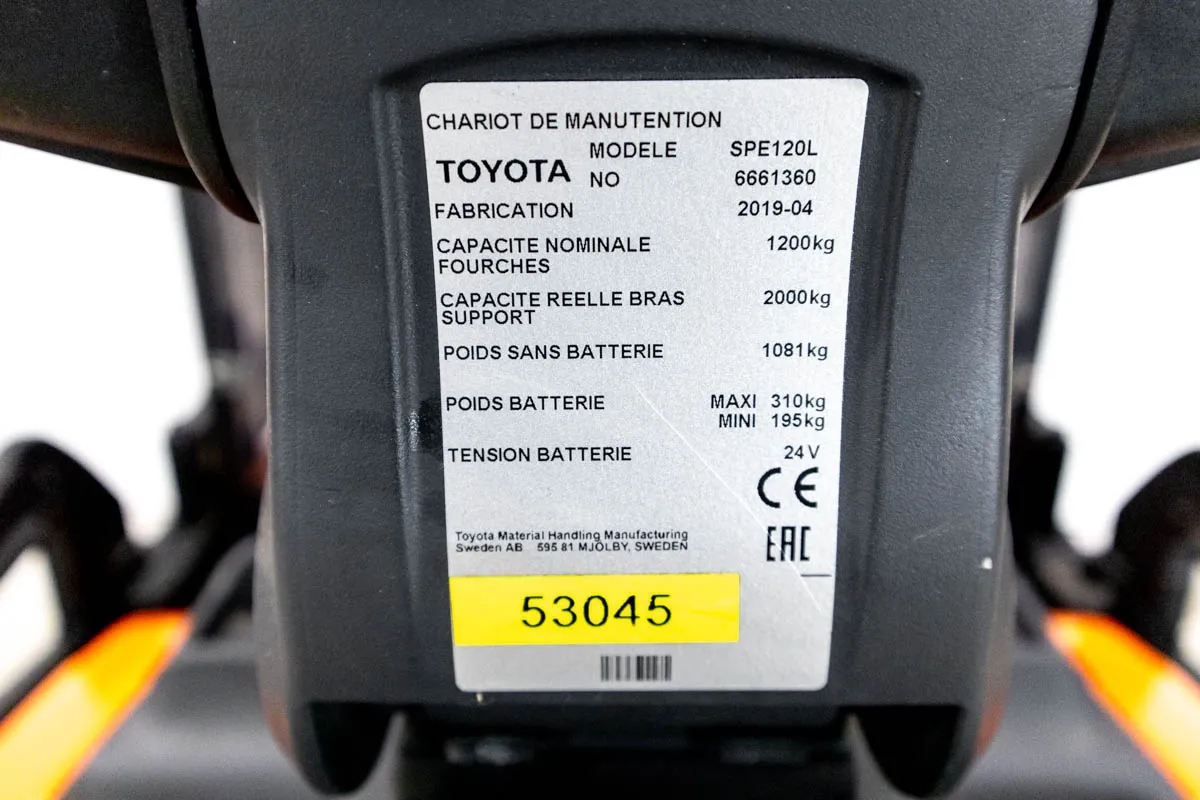 CHARIOT DE MANUTENTION
TOYOTA MODELE SPE120L
NO 6661360
FABRICATION 2019-04
CAPACITE NOMINALE 1200kg
FOURCHES
CAPACITE REELLE BRAS 2000kg
SUPPORT
POIDS SANS BATTERIE 1081kg
POIDS BATTERIE MAXI 310kg
MINI 195kg
TENSION BATTERIE 24V
CE
Toyota Material Handling Manufacturing
Sweden AB 595 81 MJÖLBY, SWEDEN
EAC
53045